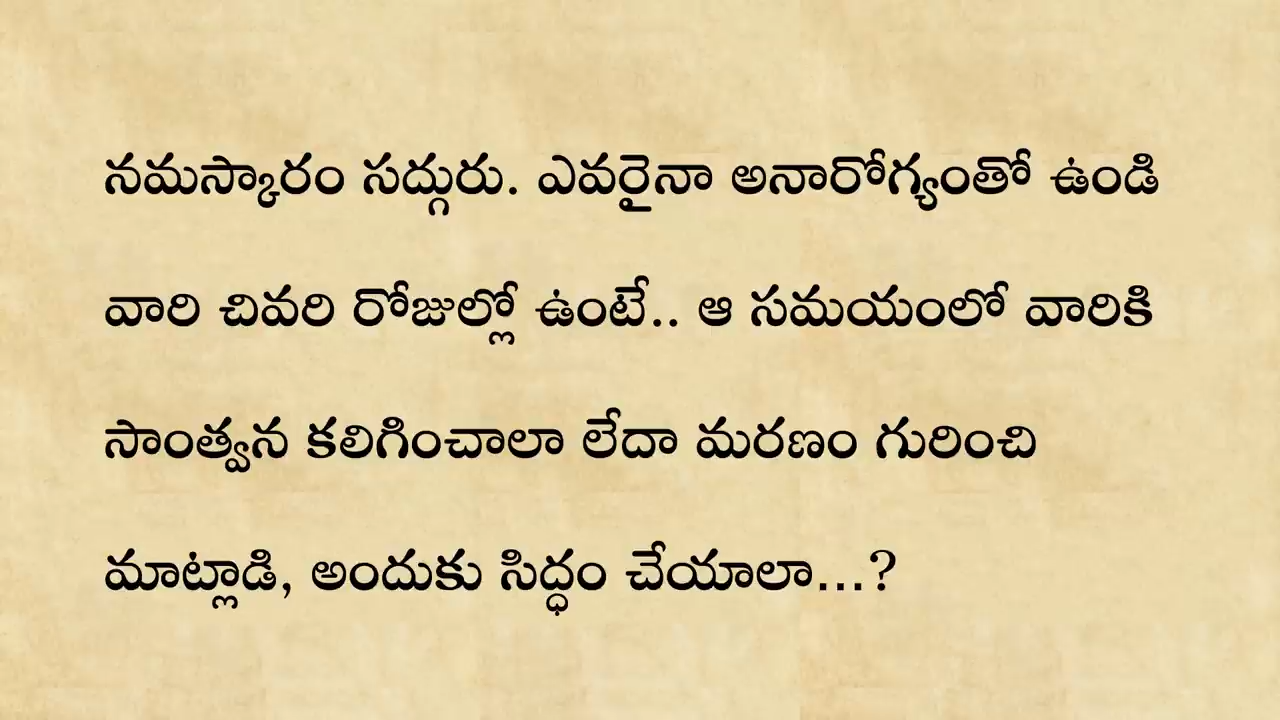 నమస్కారం సద్గురు. ఎవరైనా అనారోగ్యంతో ఉండి
వారి చివరి రోజుల్లో ఉంటే.. ఆ సమయంలో వారికి
సాంత్వన కలిగించాలా లేదా మరణం గురించి
మాట్లాడి, అందుకు సిద్ధం చేయాలా...?